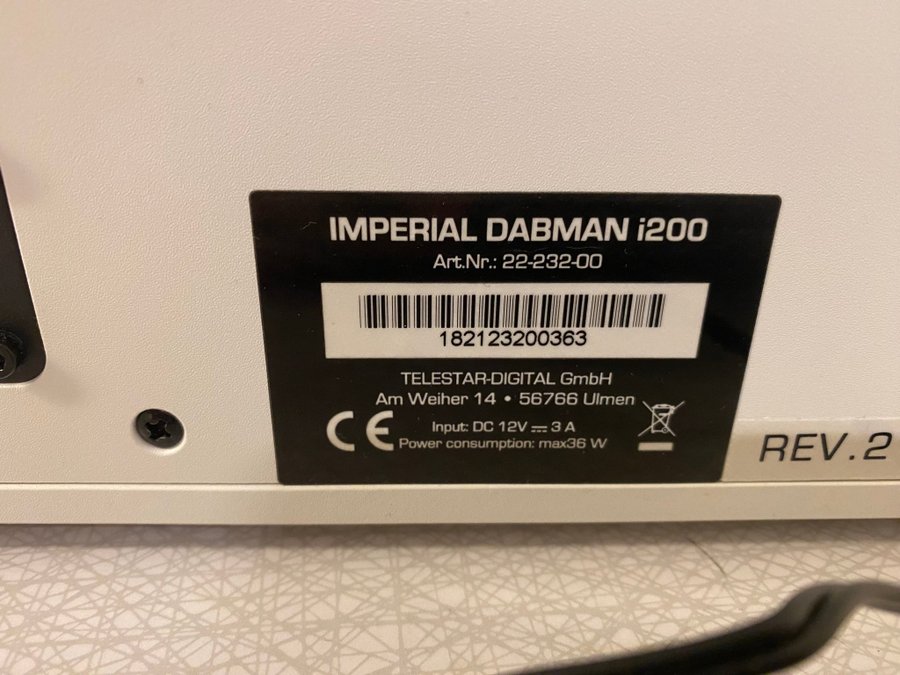 IMPERIAL DABMAN i200
Art.Nr.: 22-232-00
182123200363
TELESTAR-DIGITAL GmbH
Am Weiher 14 • 56766 Ulmen
Input: DC 12V ⎓ 3 A
CE Power consumption: max36 W
REV.2